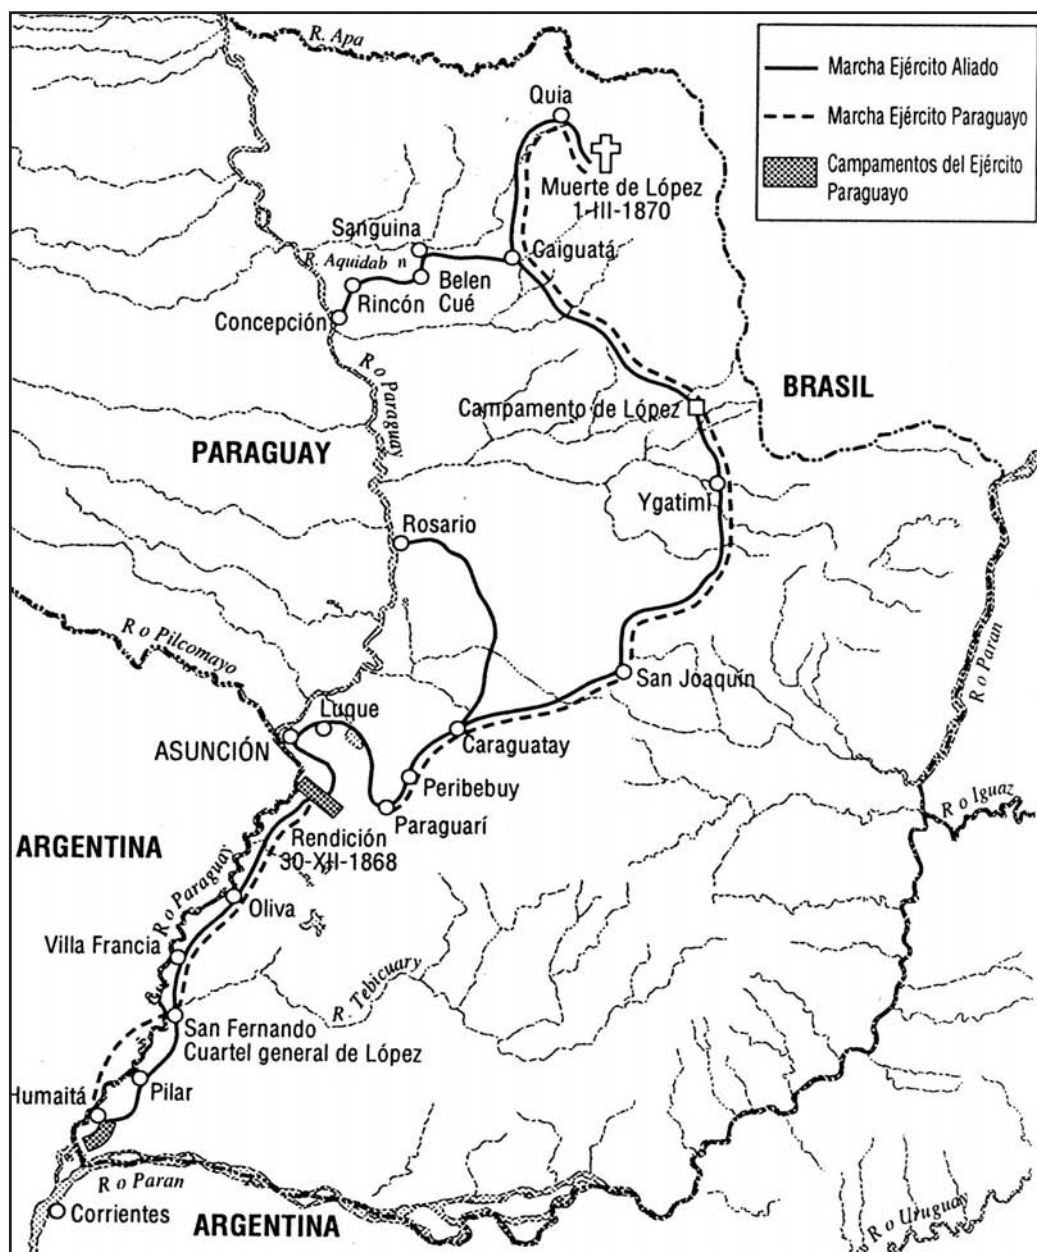 R. Apa
Marcha Ejército Aliado
Marcha Ejército Paraguayo
Campamentos del Ejército
Paraguayo
Quia
Muerte de López
1-III-1870
Sanguina
R. Aquidab n
Caiguatá
Belen
Cué
Rincón
Concepción
R o Paraguay
BRASIL
Campamento de López
PARAGUAY
Ygatimí
Rosario
R o Pilcomayo
R o Paran
San Joaquín
Luque
ASUNCIÓN
Caraguatay
Peribebuy
Paraguarí
R o Iguaz
Rendición
30-XII-1868
ARGENTINA
R o Paraguay
Oliva
Villa Francia
R. Tebicuary
San Fernando
Cuartel general de López
Pilar
Humaitá
R o Paran
Corrientes
ARGENTINA
R o Uruguay